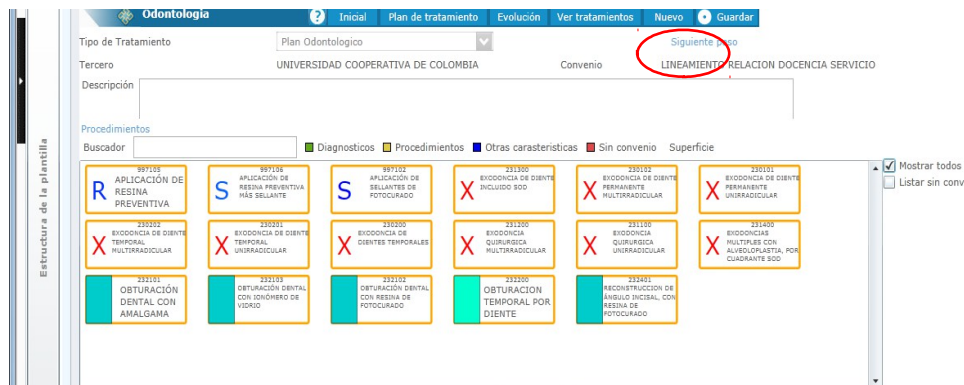 Odontología ? Inicial Plan de tratamiento Evolución Ver tratamientos Nuevo Guardar
Tipo de Tratamiento Plan Odontologico Siguiente paso
Tercero UNIVERSIDAD COOPERATIVA DE COLOMBIA Convenio LINEAMIENTO RELACION DOCENCIA SERVICIO
Descripción
Procedimientos
Buscador Diagnosticos Procedimientos Otras carasteristicas Sin convenio Superficie
Mostrar todos
Listar sin conv
Estructura de la plantilla
997105
R APLICACIÓN DE
RESINA
PREVENTIVA
997106
S APLICACIÓN DE
RESINA PREVENTIVA
MÁS SELLANTE
997102
S APLICACIÓN DE
SELLANTES DE
FOTOCURADO
231300
X EXODONCIA DE DIENTE
INCLUIDO SOD
230102
X EXODONCIA DE DIENTE
PERMANENTE
MULTIRRADICULAR
230101
X EXODONCIA DE DIENTE
PERMANENTE
UNIRRADICULAR
230202
X EXODONCIA DE DIENTE
TEMPORAL
MULTIRRADICULAR
230201
X EXODONCIA DE DIENTE
TEMPORAL
UNIRRADICULAR
230200
X EXODONCIA DE
DIENTES TEMPORALES
231200
X EXODONCIA
QUIRURGICA
MULTIRRADICULAR
231100
X EXODONCIA
QUIRURGICA
UNIRRADICULAR
231400
X EXODONCIAS
MULTIPLES CON
ALVEOLOPLASTIA, POR
CUADRANTE SOD
232101
OBTURACIÓN
DENTAL CON
AMALGAMA
232103
OBTURACIÓN DENTAL
CON IONÓMERO DE
VIDRIO
232102
OBTURACIÓN DENTAL
CON RESINA DE
FOTOCURADO
232200
OBTURACION
TEMPORAL POR
DIENTE
232401
RECONSTRUCCION DE
ÁNGULO INCISAL, CON
RESINA DE
FOTOCURADO